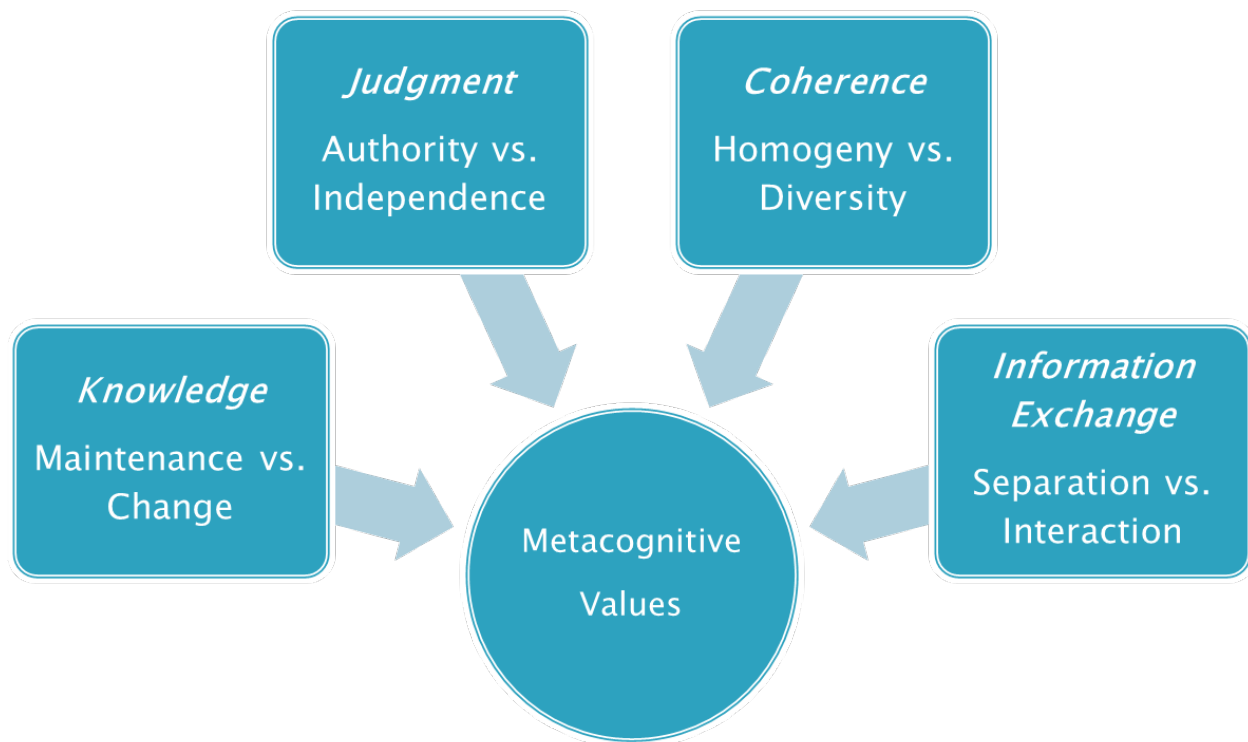 Judgment
Authority vs.
Independence
Coherence
Homogeny vs.
Diversity
Knowledge
Maintenance vs.
Change
Information
Exchange
Separation vs.
Interaction
Metacognitive
Values